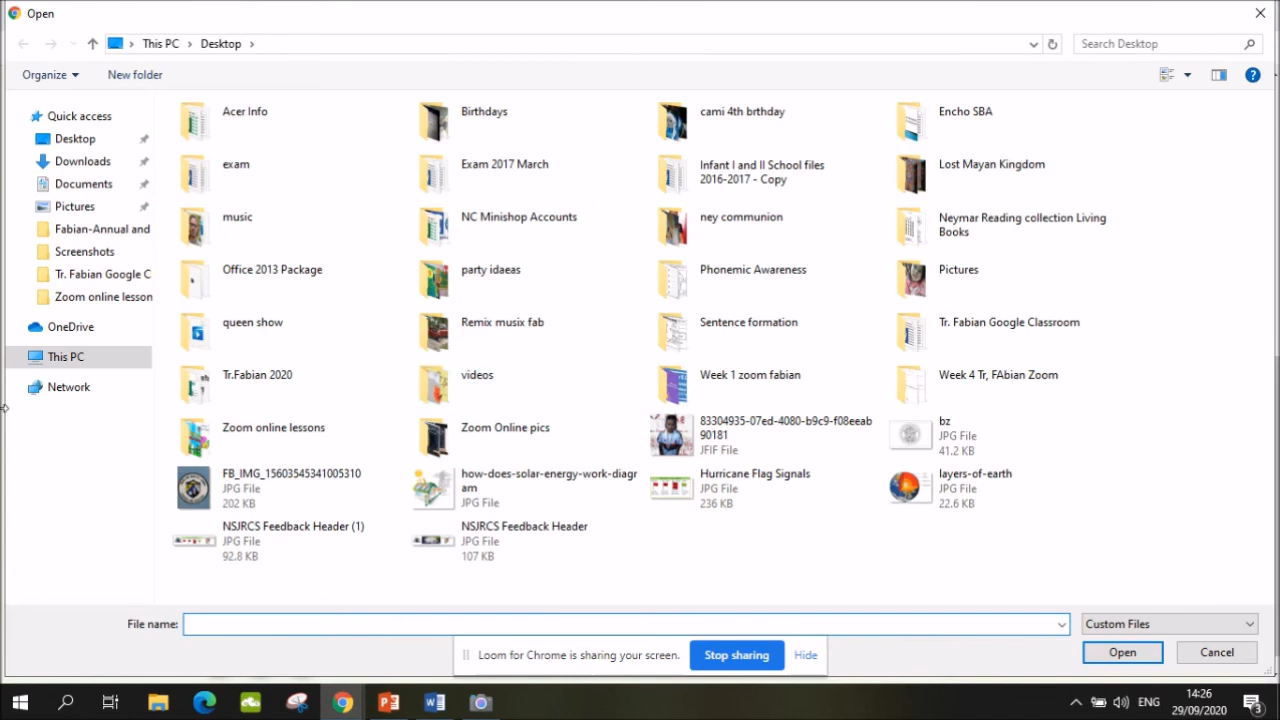 Open
This PC
Desktop
Search Desktop
Organize
New folder
Quick access
Desktop
Downloads
Documents
Pictures
Fabian-Annual and
Screenshots
Tr. Fabian Google C
Zoom online lesson
OneDrive
This PC
Network
Acer Info
Birthdays
cami 4th brthday
Encho SBA
exam
Exam 2017 March
Infant I and II School files
2016-2017 - Copy
Lost Mayan Kingdom
music
NC Minishop Accounts
ney communion
Neymar Reading collection Living
Books
Office 2013 Package
party idaeas
Phonemic Awareness
Pictures
queen show
Remix musix fab
Sentence formation
Tr. Fabian Google Classroom
Tr.Fabian 2020
videos
Week 1 zoom fabian
Week 4 Tr, FAbian Zoom
Zoom online lessons
Zoom Online pics
83304935-07ed-4080-b9c9-f08eeab
90181
JFIF File
bz
JPG File
41.2 KB
FB_IMG_15603545341005310
JPG File
202 KB
how-does-solar-energy-work-diagr
am
JPG File
Hurricane Flag Signals
JPG File
236 KB
layers-of-earth
JPG File
22.6 KB
NSJRCS Feedback Header (1)
JPG File
92.8 KB
NSJRCS Feedback Header
JPG File
107 KB
File name:
Custom Files
Loom for Chrome is sharing your screen.
Stop sharing
Hide
Open
Cancel
ENG
14:26
29/09/2020
3